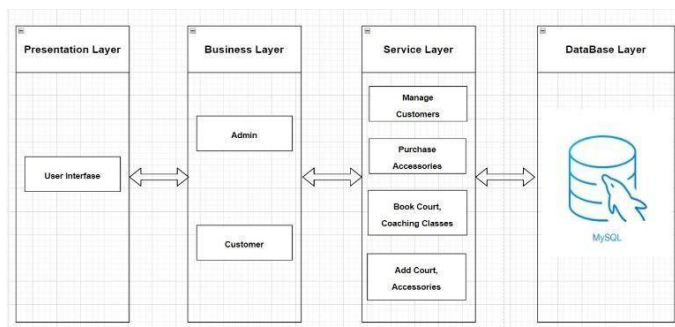 Presentation Layer
User Interfase
Business Layer
Admin
Customer
Service Layer
Manage
Customers
Purchase
Accessories
Book Court,
Coaching Classes
Add Court,
Accessories
DataBase Layer
MySQL